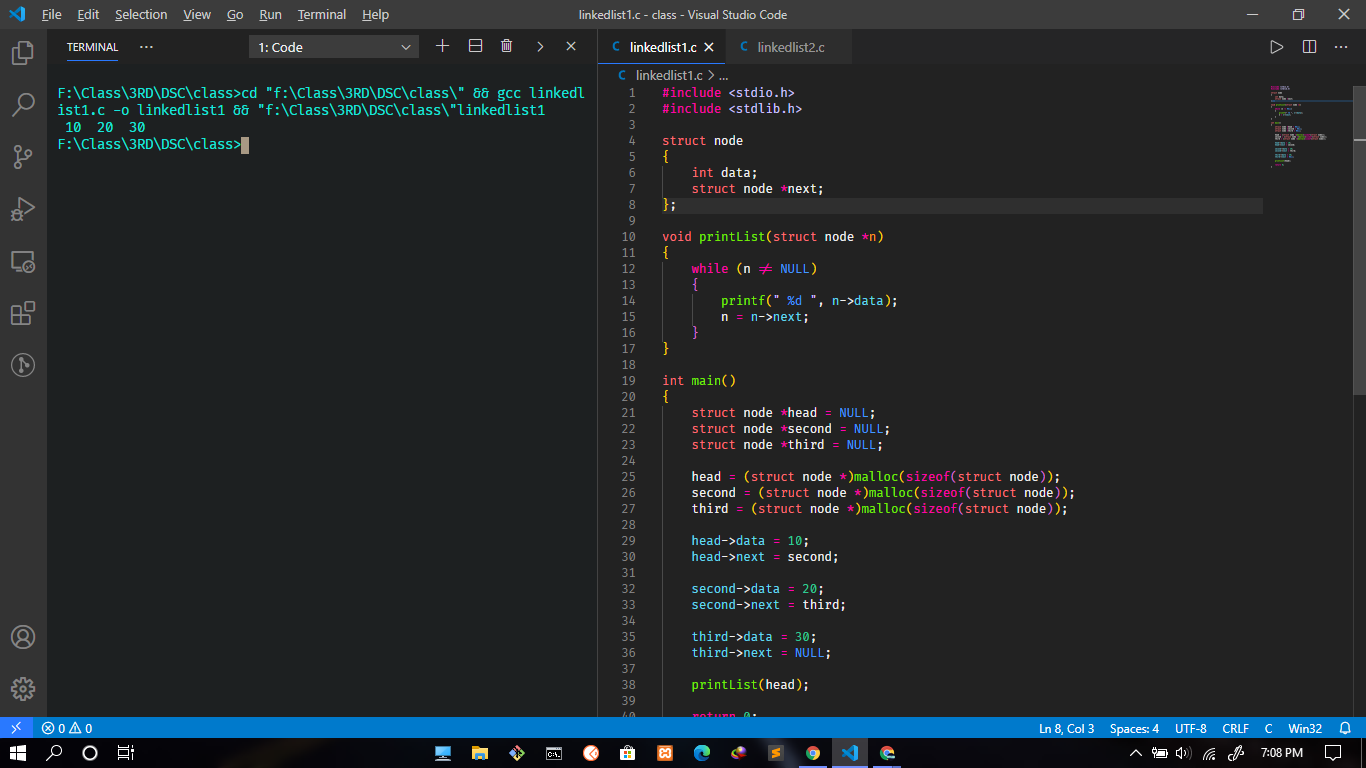 File Edit Selection View Go Run Terminal Help
linkedlist1.c - class - Visual Studio Code
TERMINAL ···
1: Code
F:\Class\3RD\DSC\class>cd "f:\Class\3RD\DSC\class\" && gcc linkedl
ist1.c -o linkedlist1 && "f:\Class\3RD\DSC\class\"linkedlist1
10 20 30
F:\Class\3RD\DSC\class>
C linkedlist1.c
C linkedlist2.c
C linkedlist1.c > ...
1 #include <stdio.h>
2 #include <stdlib.h>
3
4 struct node
5 {
6 int data;
7 struct node *next;
8 };
9
10 void printList(struct node *n)
11 {
12 while (n != NULL)
13 {
14 printf(" %d ", n->data);
15 n = n->next;
16 }
17 }
18
19 int main()
20 {
21 struct node *head = NULL;
22 struct node *second = NULL;
23 struct node *third = NULL;
24
25 head = (struct node *)malloc(sizeof(struct node));
26 second = (struct node *)malloc(sizeof(struct node));
27 third = (struct node *)malloc(sizeof(struct node));
28
29 head->data = 10;
30 head->next = second;
31
32 second->data = 20;
33 second->next = third;
34
35 third->data = 30;
36 third->next = NULL;
37
38 printList(head);
39
40 return 0;
0 0
Ln 8, Col 3 Spaces: 4 UTF-8 CRLF C Win32
7:08 PM